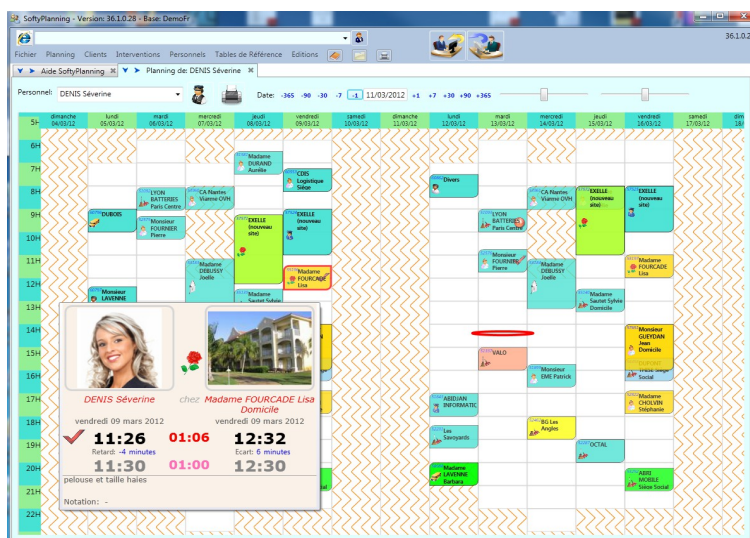 SoftyPlanning - Version: 36.1.0.28 - Base: DemoFr
36.1.0.2
Fichier Planning Clients Interventions Personnels Tables de Référence Editions
Aide SoftyPlanning Planning de: DENIS Séverine
Personnel: DENIS Séverine Date: -365 -90 -30 -7 -1 11/03/2012 +1 +7 +30 +90 +365
dimanche lundi mardi mercredi jeudi vendredi samedi dimanche lundi mardi mercredi jeudi vendredi samedi dim
5H 04/03/12 05/03/12 06/03/12 07/03/12 08/03/12 09/03/12 10/03/12 11/03/12 12/03/12 13/03/12 14/03/12 15/03/12 16/03/12 17/03/12 18/
6H
Madame
DURAND
Aurélie
7H
CDIS
Logistique
Siège
Divers
8H
LYON
BATTERIES
Paris Centre
CA Nantes
Vianne OVH
CA Nantes
Vianne OVH
EXELLE
(nouveau
site)
EXELLE
(nouveau
site)
9H
DUBOIS
Monsieur
FOURNIER
Pierre
EXELLE
(nouveau
site)
EXELLE
(nouveau
site)
LYON
BATTERIES
Paris Centre
10H
11H
Madame
DEBUSSY
Joelle
Madame
FOURCADE
Lisa
Monsieur
FOURNIER
Pierre
Madame
DEBUSSY
Joelle
Madame
FOURCADE
Lisa
12H
Monsieur
LAVENNE
Madame
Sautet Sylvie
Madame
Sautet Sylvie
Domicile
13H
14H
Monsieur
GUEYDAN
Jean
Domicile
15H
VALO
16H
Monsieur
EME Patrick
Social
17H
ABIDJAN
INFORMATIC
Madame
CHOLVIN
Stéphanie
18H
Les
Savoyards
BG Les
Angles
19H
OCTAL
20H
Madame
LAVENNE
Barbara
ABRI
MOBILE
Siège Social
21H
22H
DENIS Séverine chez Madame FOURCADE Lisa
Domicile
vendredi 09 mars 2012 vendredi 09 mars 2012
11:26 01:06 12:32
Retard: -4 minutes Ecart: 6 minutes
11:30 01:00 12:30
pelouse et taille haies
Notation: -